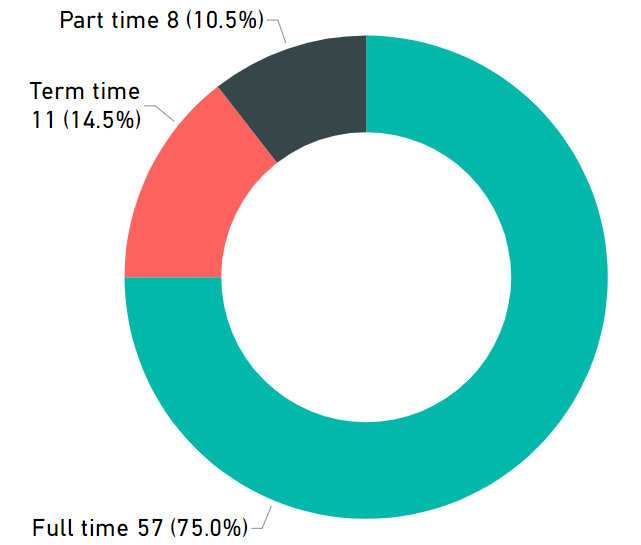 Part time 8 (10.5%)
Term time
11 (14.5%)
Full time 57 (75.0%)